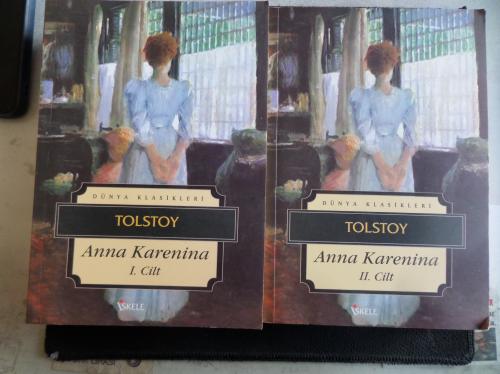 DÜNYA KLASİKLERİ
TOLSTOY
Anna Karenina
I. Cilt
İSKELE
DÜNYA KLASİKLERİ
TOLSTOY
Anna Karenina
II. Cilt
İSKELE